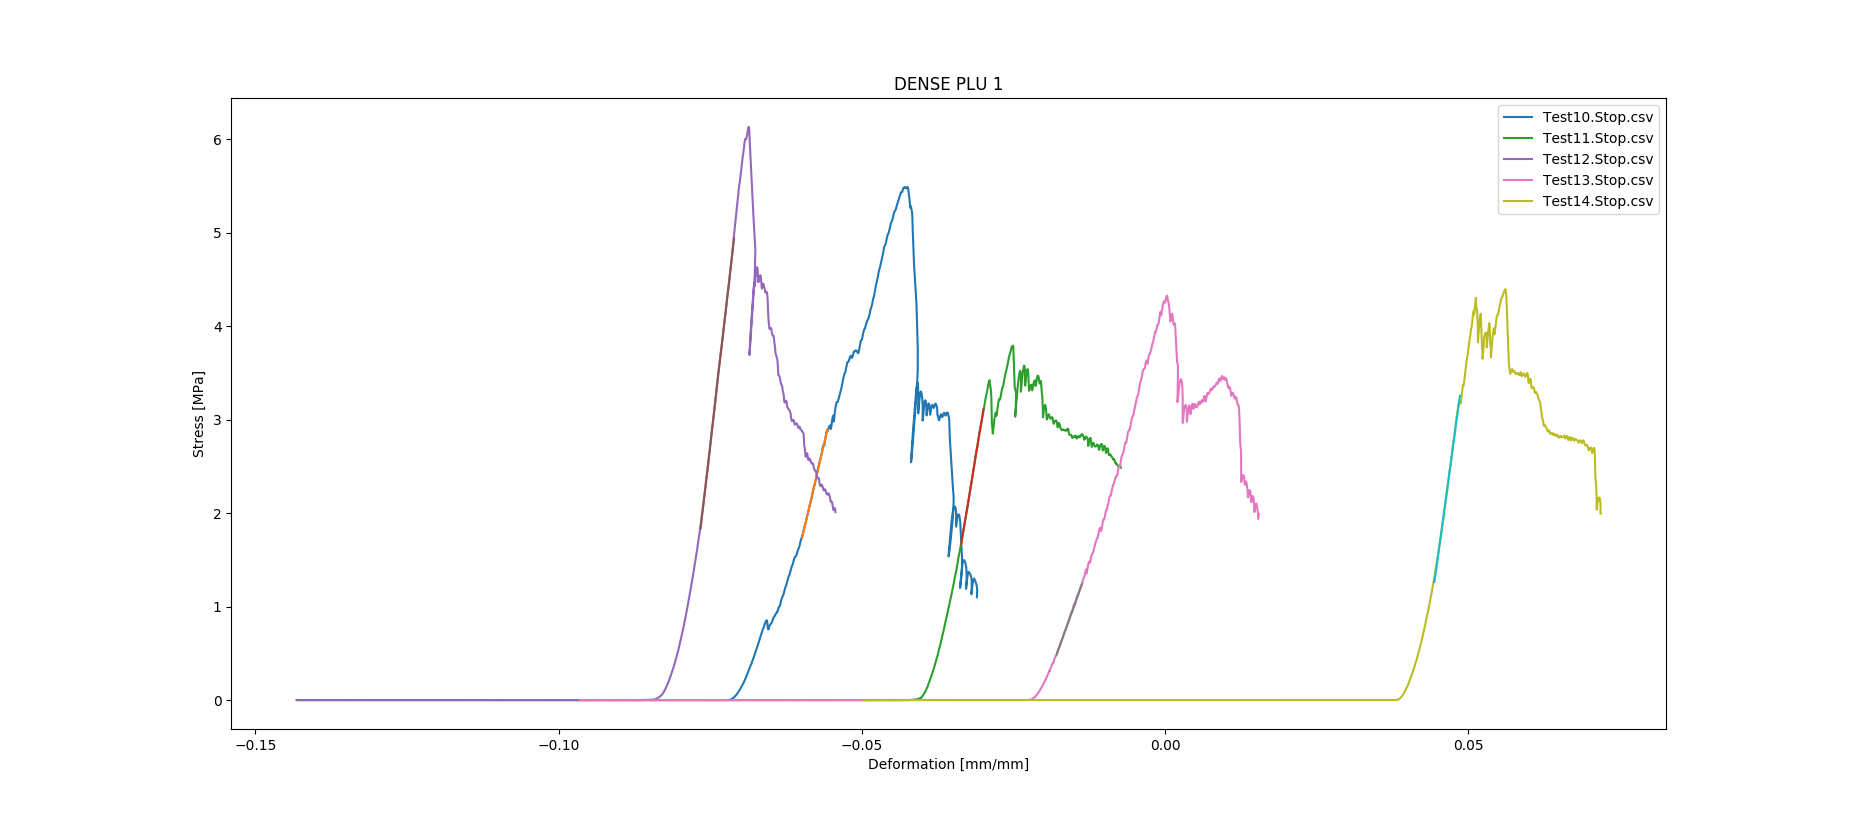 DENSE PLU 1
Test10.Stop.csv
Test11.Stop.csv
Test12.Stop.csv
Test13.Stop.csv
Test14.Stop.csv
Stress [MPa]
6
5
4
3
2
1
0
−0.15 −0.10 −0.05 0.00 0.05
Deformation [mm/mm]